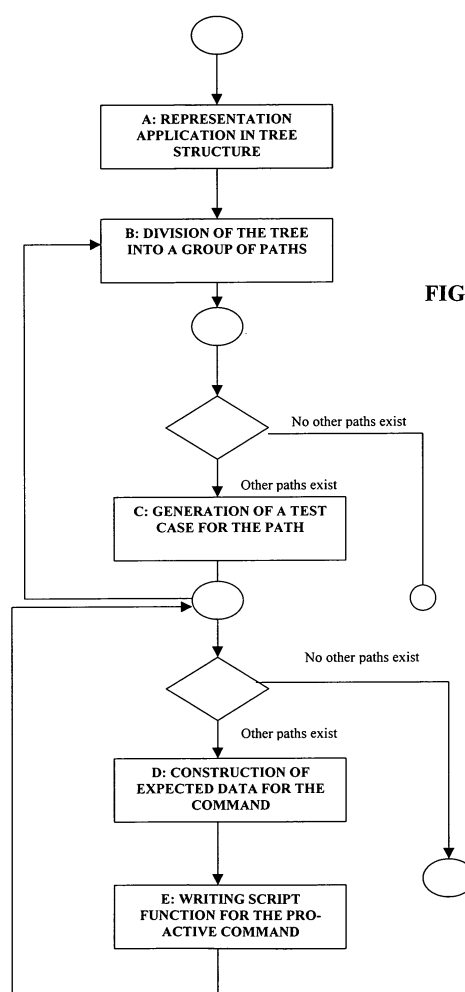 A: REPRESENTATION
APPLICATION IN TREE
STRUCTURE
B: DIVISION OF THE TREE
INTO A GROUP OF PATHS
FIG
No other paths exist
Other paths exist
C: GENERATION OF A TEST
CASE FOR THE PATH
No other paths exist
Other paths exist
D: CONSTRUCTION OF
EXPECTED DATA FOR THE
COMMAND
E: WRITING SCRIPT
FUNCTION FOR THE PRO-
ACTIVE COMMAND